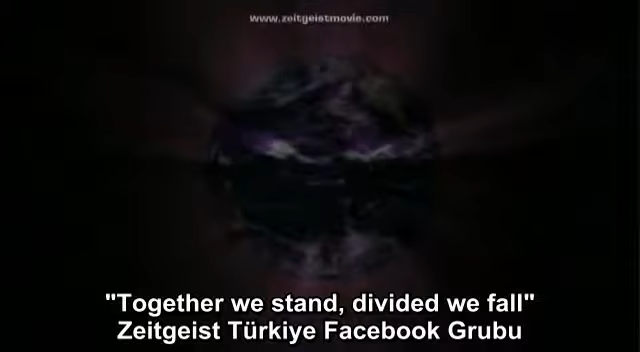 www.zeitgeistmovie.com
"Together we stand, divided we fall"
Zeitgeist Türkiye Facebook Grubu